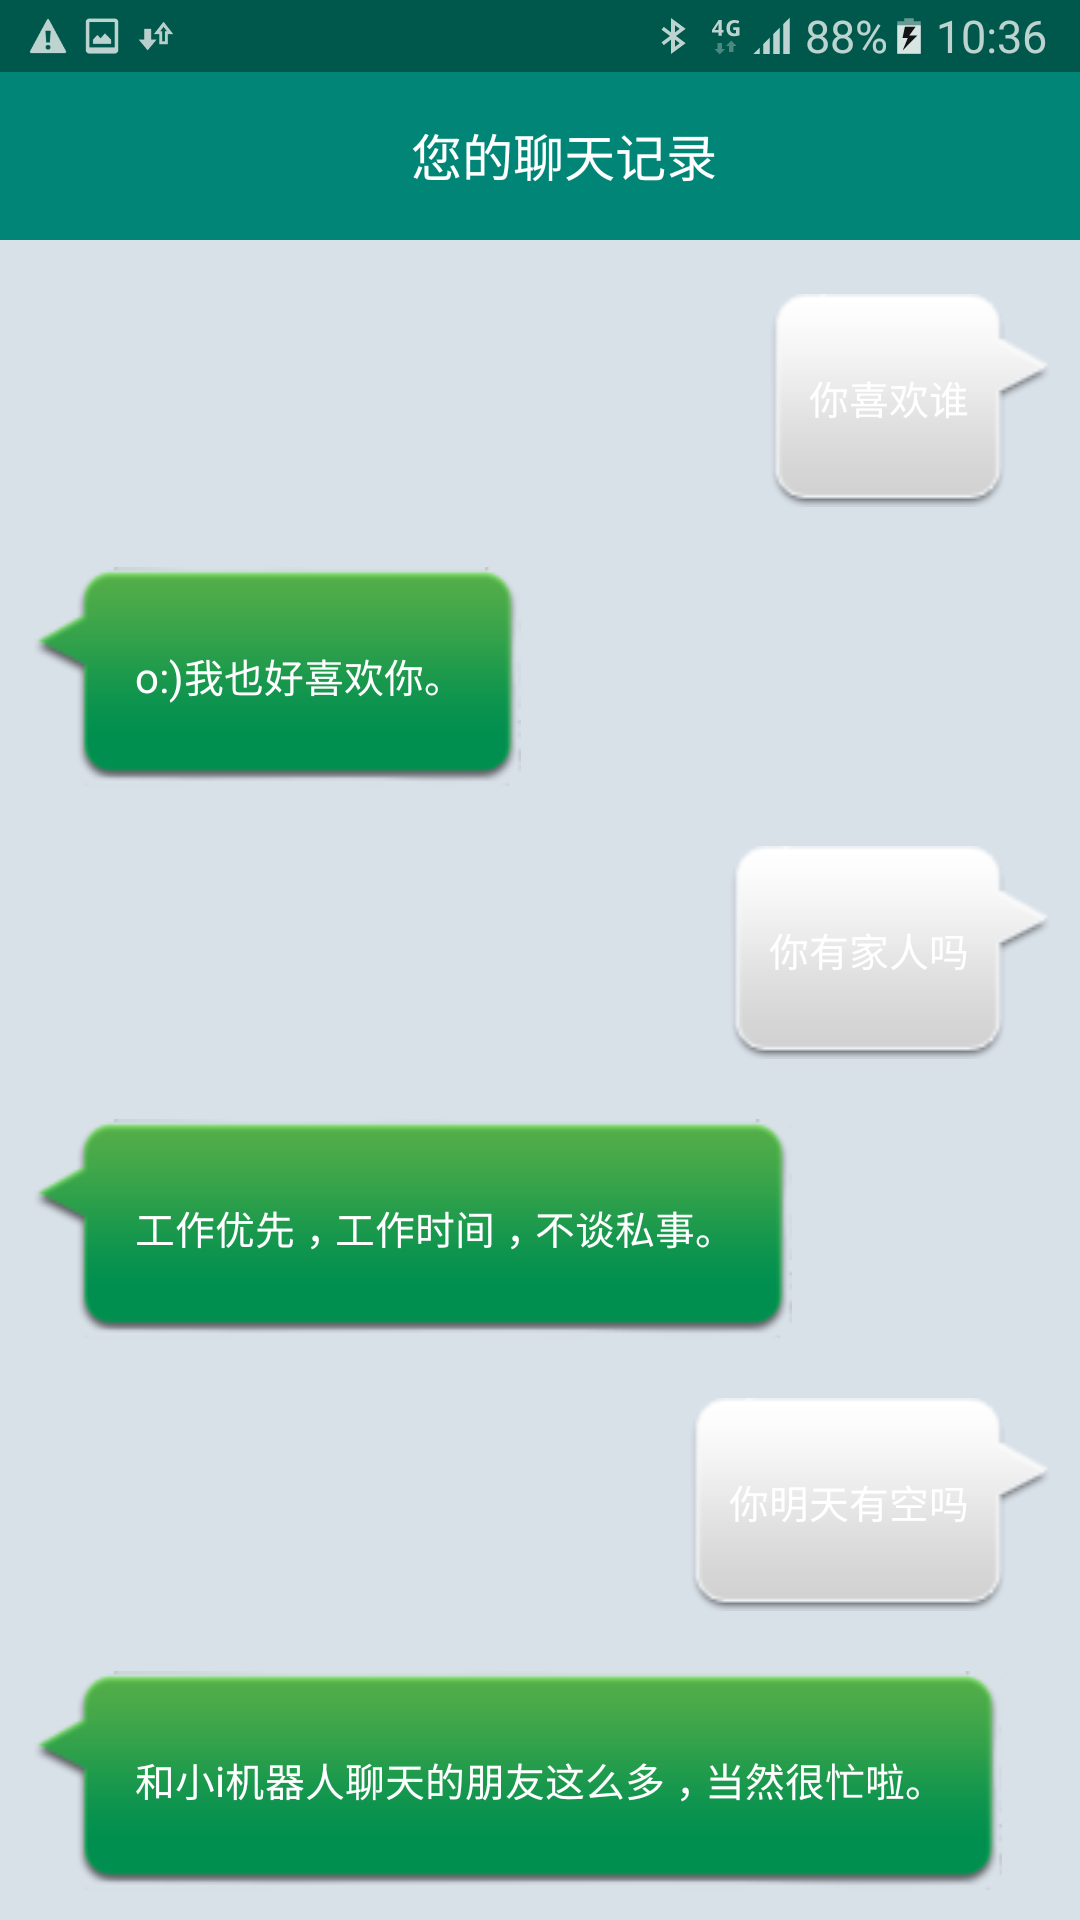 4G 88% 10:36
您的聊天记录
你喜欢谁
o:)我也好喜欢你。
你有家人吗
工作优先，工作时间，不谈私事。
你明天有空吗
和小i机器人聊天的朋友这么多，当然很忙啦。